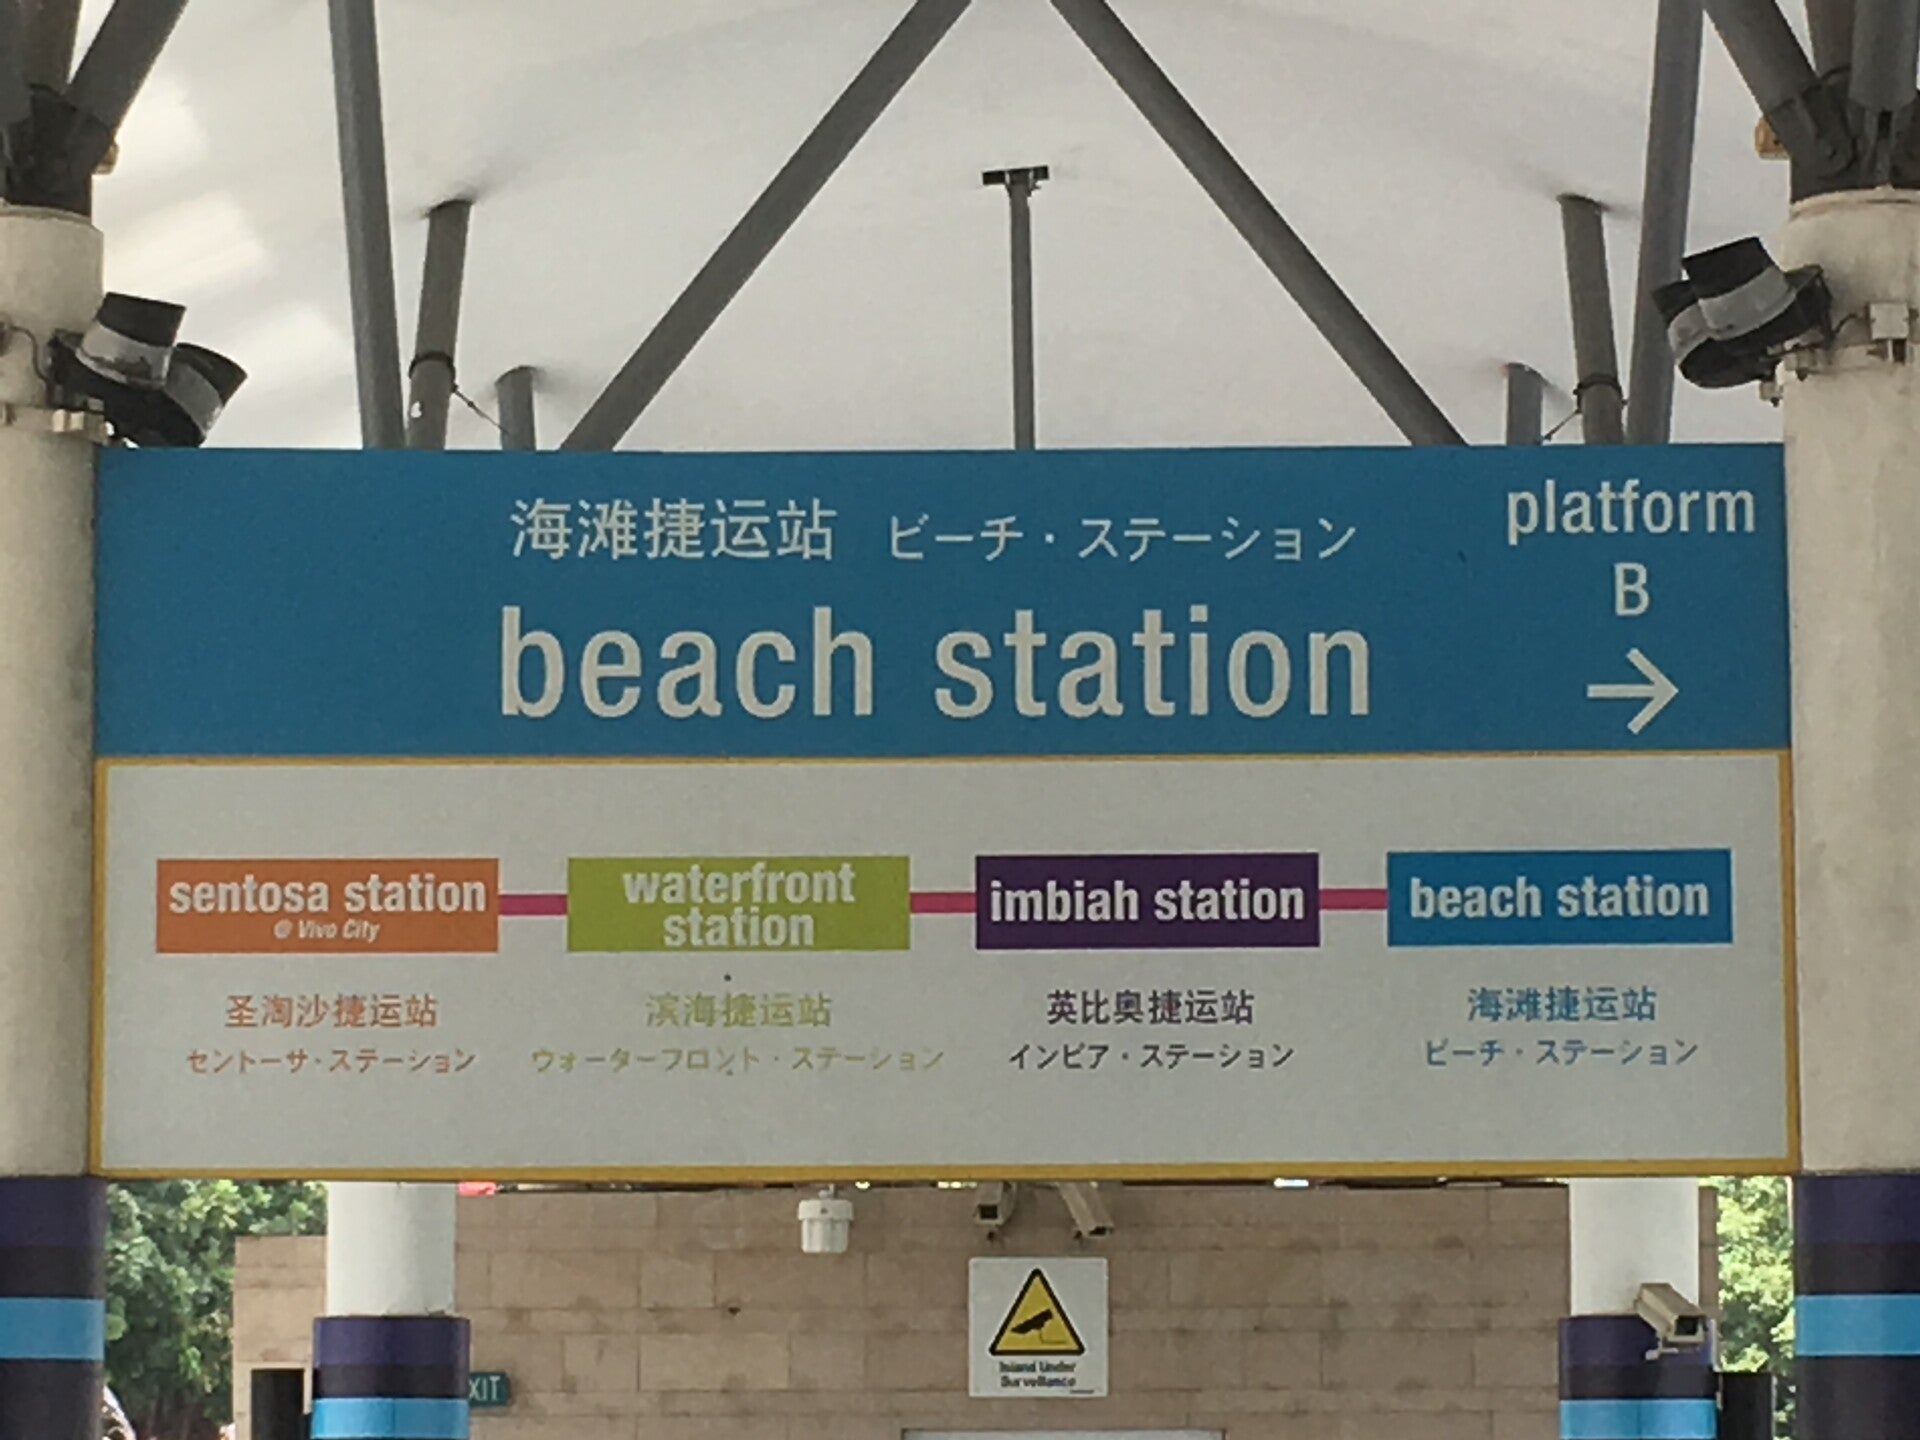 海滩捷运站 ビーチ・ステーション
beach station
platform
B
→
sentosa station
@ Vivo City
圣淘沙捷运站
セントーサ・ステーション
waterfront
station
滨海捷运站
ウォーターフロント・ステーション
imbiah station
英比奥捷运站
インビア・ステーション
beach station
海滩捷运站
ビーチ・ステーション
XIT
Island Under
Surveillance